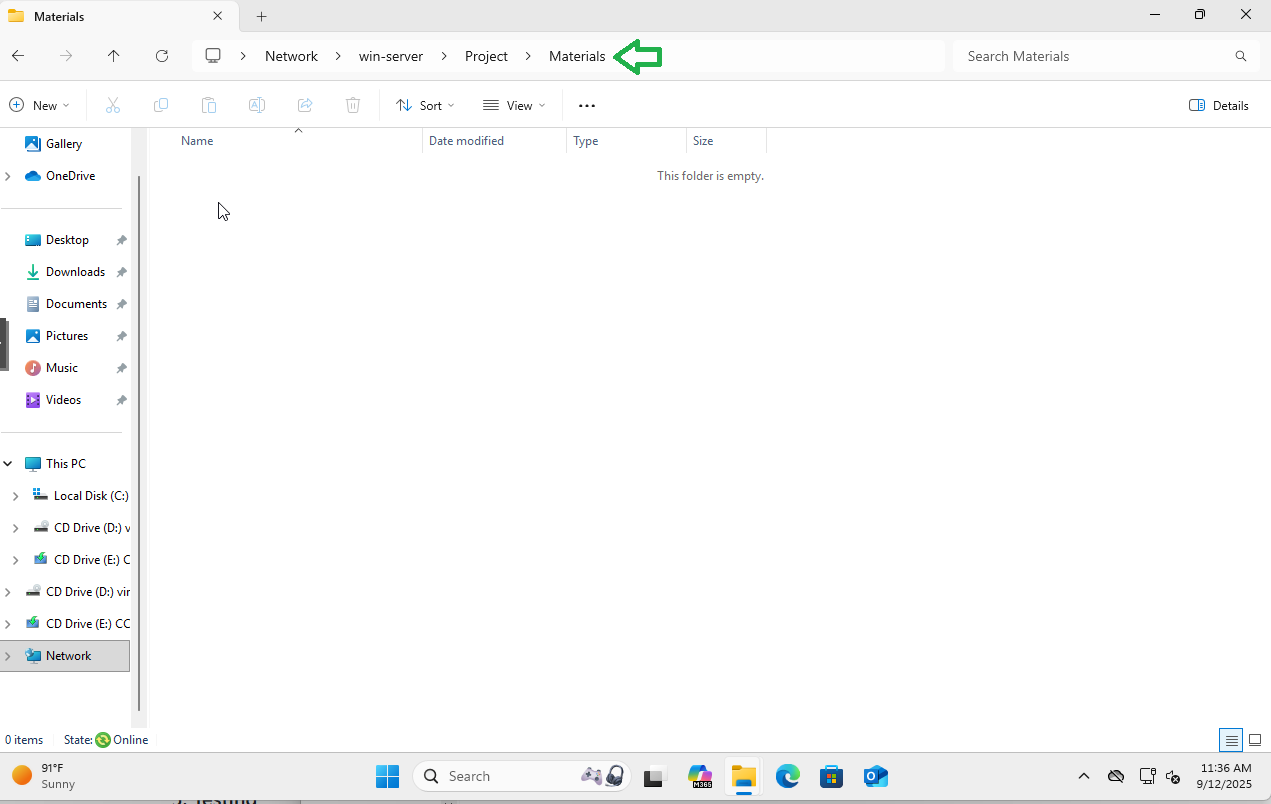 Materials
Network
win-server
Project
Materials
Search Materials
New
Sort
View
Details
Name
Date modified
Type
Size
This folder is empty.
Gallery
OneDrive
Desktop
Downloads
Documents
Pictures
Music
Videos
This PC
Local Disk (C:)
CD Drive (D:) v
CD Drive (E:) C
CD Drive (D:) vir
CD Drive (E:) CC
Network
0 items State: Online
91°F
Sunny
Search
M365
11:36 AM
9/12/2025